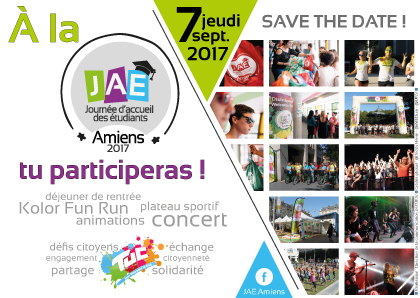 À la
JAE
Journée d'accueil
des étudiants
Amiens
2017
tu participeras !
déjeuner de rentrée
Kolor Fun Run
plateau sportif
animations
concert
défis citoyens
échange
engagement
citoyenneté
partage
solidarité
7 jeudi
sept.
2017
SAVE THE DATE !
f
JAE Amiens